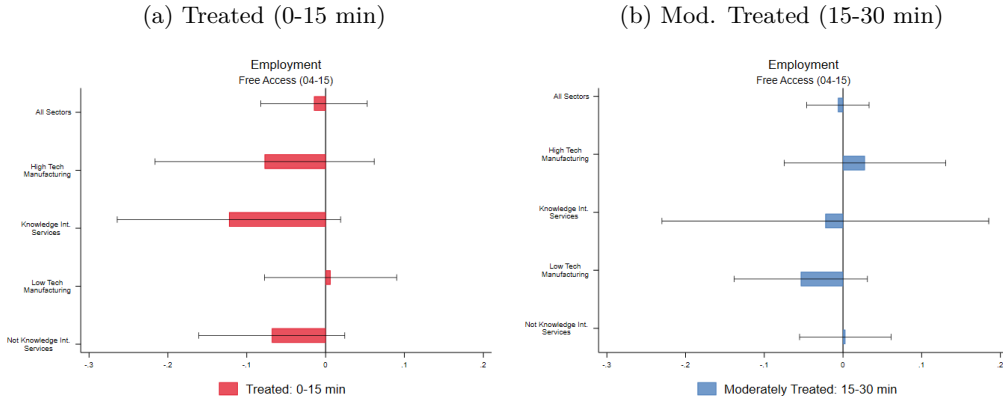 (a) Treated (0-15 min)
Employment
Free Access (04-15)
All Sectors
High Tech
Manufacturing
Knowledge Int.
Services
Low Tech
Manufacturing
Not Knowledge Int.
Services
-.3 -.2 -.1 0 .1 .2
Treated: 0-15 min
(b) Mod. Treated (15-30 min)
Employment
Free Access (04-15)
All Sectors
High Tech
Manufacturing
Knowledge Int.
Services
Low Tech
Manufacturing
Not Knowledge Int.
Services
-.3 -.2 -.1 0 .1 .2
Moderately Treated: 15-30 min